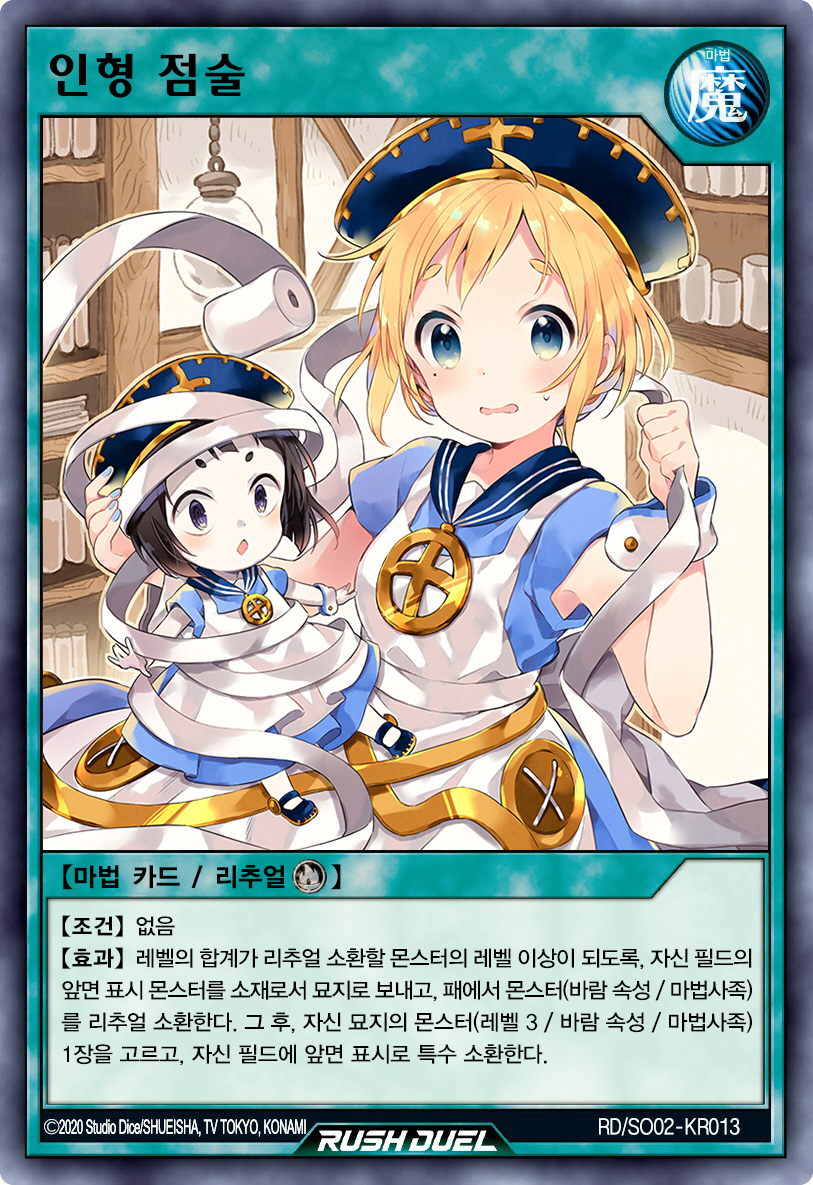 인형 점술
마법
魔
【마법 카드 / 리추얼】
【조건】 없음
【효과】 레벨의 합계가 리추얼 소환할 몬스터의 레벨 이상이 되도록, 자신 필드의
앞면 표시 몬스터를 소재로서 묘지로 보내고, 패에서 몬스터(바람 속성 / 마법사족)
를 리추얼 소환한다. 그 후, 자신 묘지의 몬스터(레벨 3 / 바람 속성 / 마법사족)
1장을 고르고, 자신 필드에 앞면 표시로 특수 소환한다.
©2020 Studio Dice/SHUEISHA, TV TOKYO, KONAMI
RUSH DUEL
RD/SO02-KR013